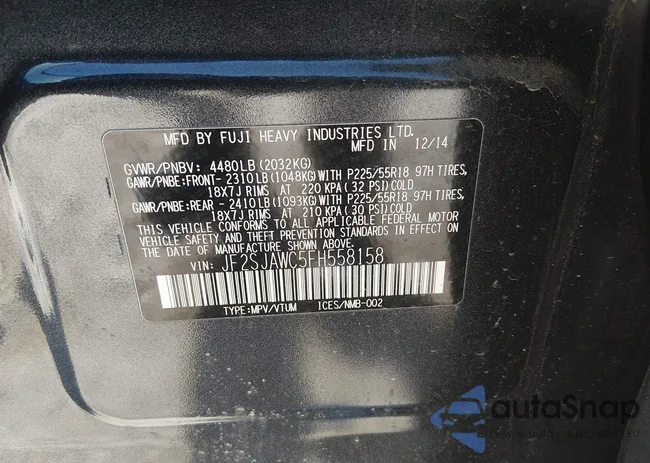 MFD BY FUJI HEAVY INDUSTRIES LTD.
MFD IN 12/14
GVWR/PNBV: 4480LB(2032KG)
GAWR/PNBE:FRONT-2310LB(1048KG)WITH P225/55R18 97H TIRES,
18X7J RIMS AT 220 KPA(32 PSI)COLD
GAWR/PNBE:REAR -2410LB(1093KG)WITH P225/55R18 97H TIRES,
18X7J RIMS AT 210 KPA(30 PSI)COLD
THIS VEHICLE CONFORMS TO ALL APPLICABLE FEDERAL MOTOR
VEHICLE SAFETY AND BUMPER STANDARDS IN EFFECT ON
THE DATE OF MANUFACTURE SHOWN ABOVE.
VIN: JF2SJAWC5FH558158
TYPE:MPV/VTUM ICES/NMB-002
autoSnap